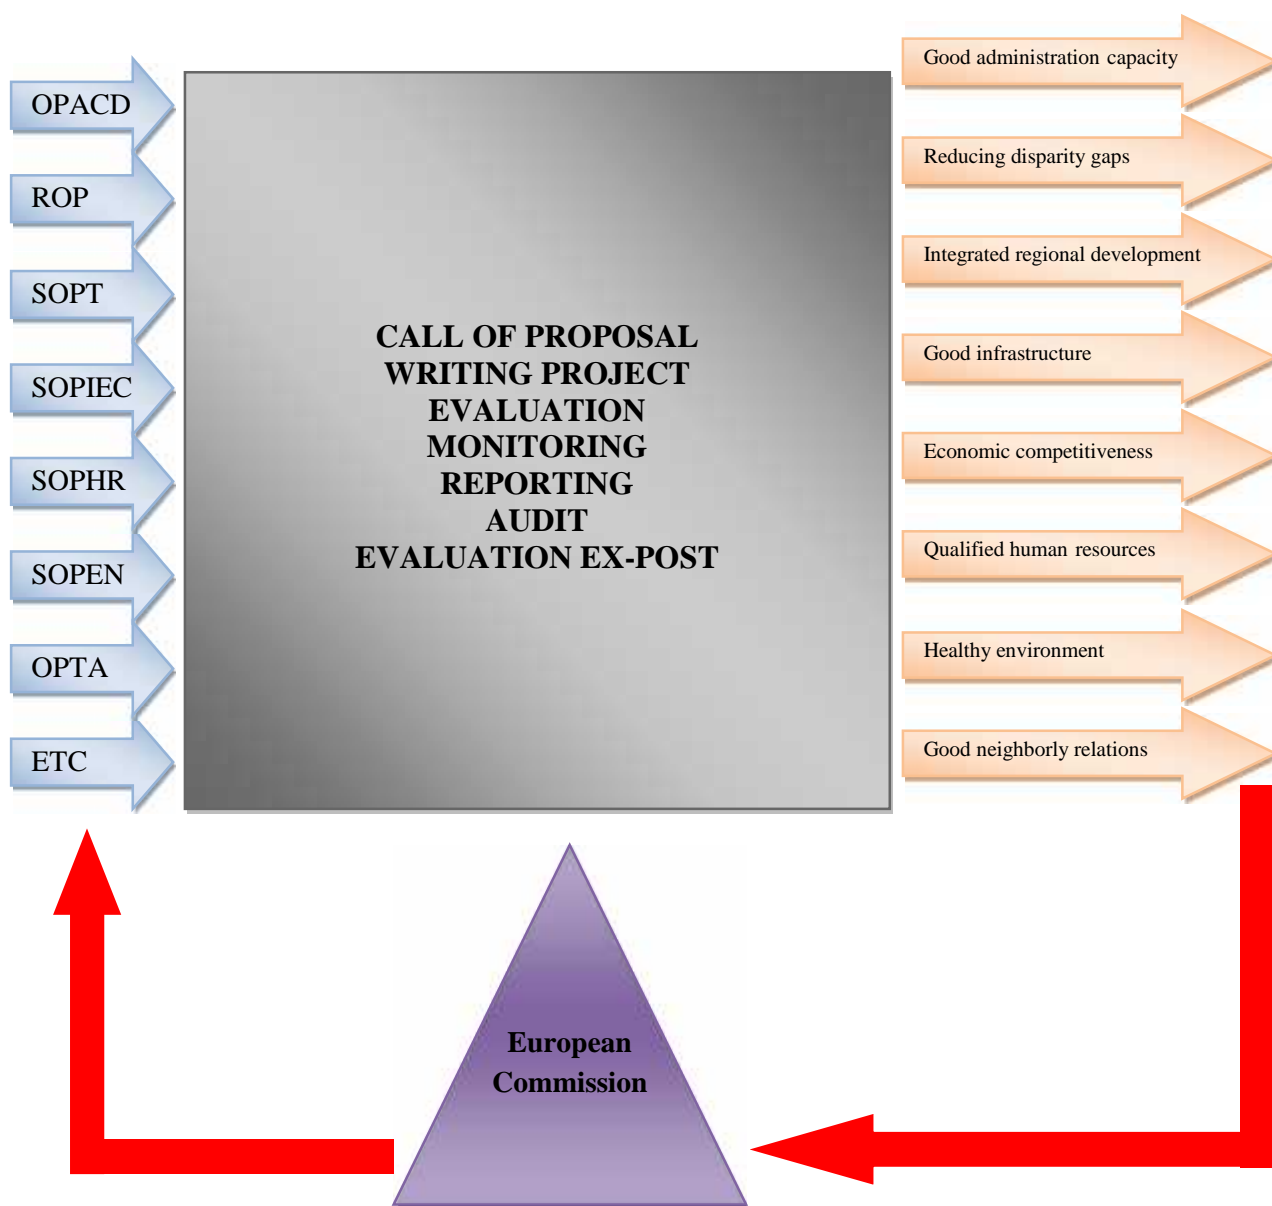 OPACD
ROP
SOPT
SOPIEC
SOPHR
SOPEN
OPTA
ETC
CALL OF PROPOSAL
WRITING PROJECT
EVALUATION
MONITORING
REPORTING
AUDIT
EVALUATION EX-POST
Good administration capacity
Reducing disparity gaps
Integrated regional development
Good infrastructure
Economic competitiveness
Qualified human resources
Healthy environment
Good neighborly relations
European
Commission